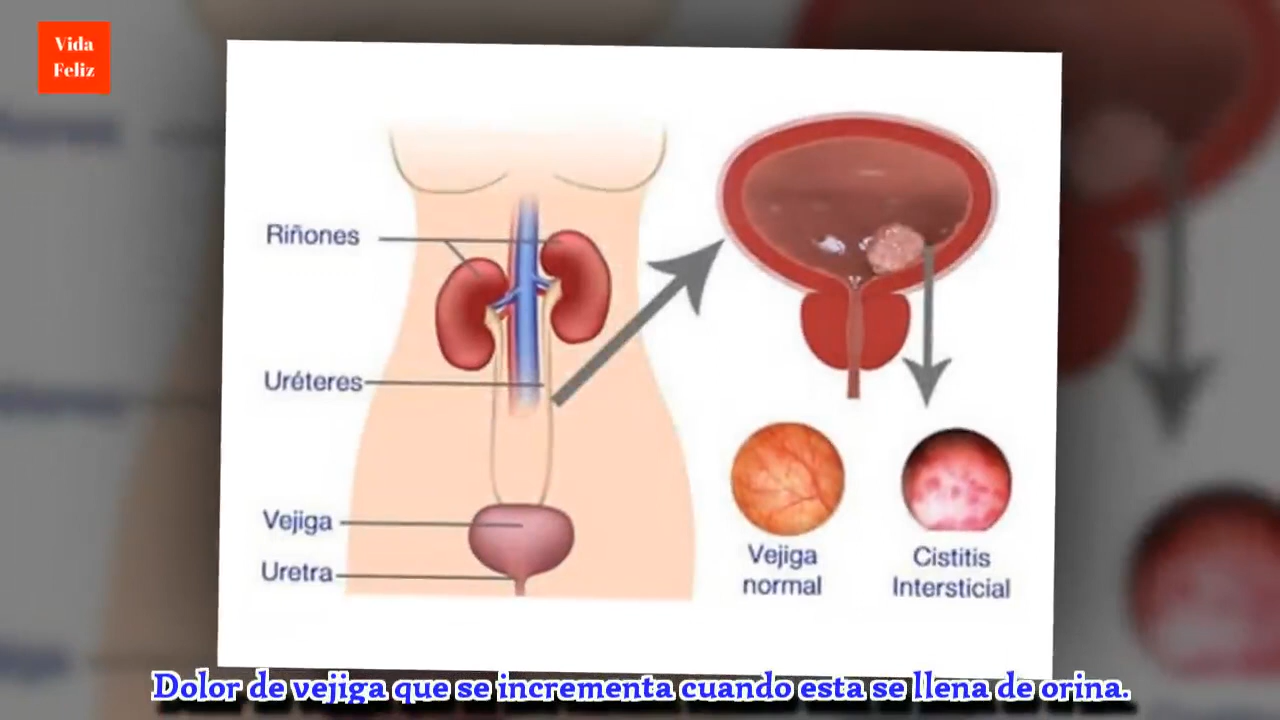 Vida
Feliz
Riñones
Uréteres
Vejiga
Uretra
Vejiga
normal
Cistitis
Intersticial
Dolor de vejiga que se incrementa cuando esta se llena de orina.